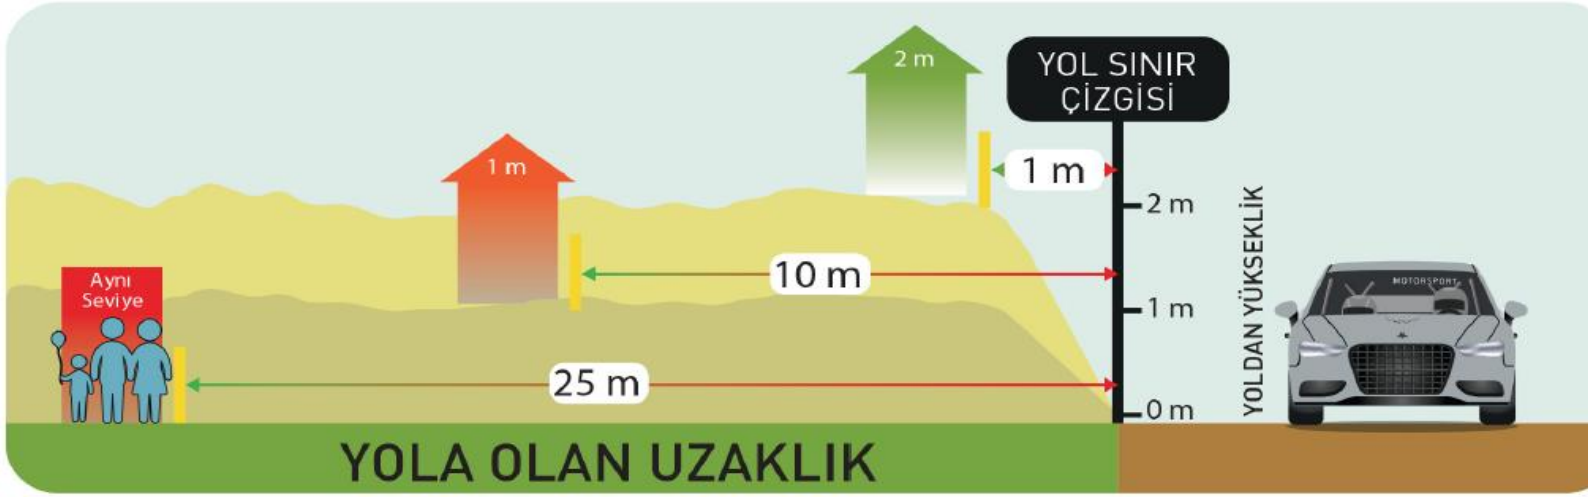 2 m
YOL SINIR
ÇİZGİSİ
1 m
1 m
2 m
10 m
Aynı
Seviye
1 m
YOLDAN YÜKSEKLİK
MOTORSPORT
25 m
0 m
YOLA OLAN UZAKLIK